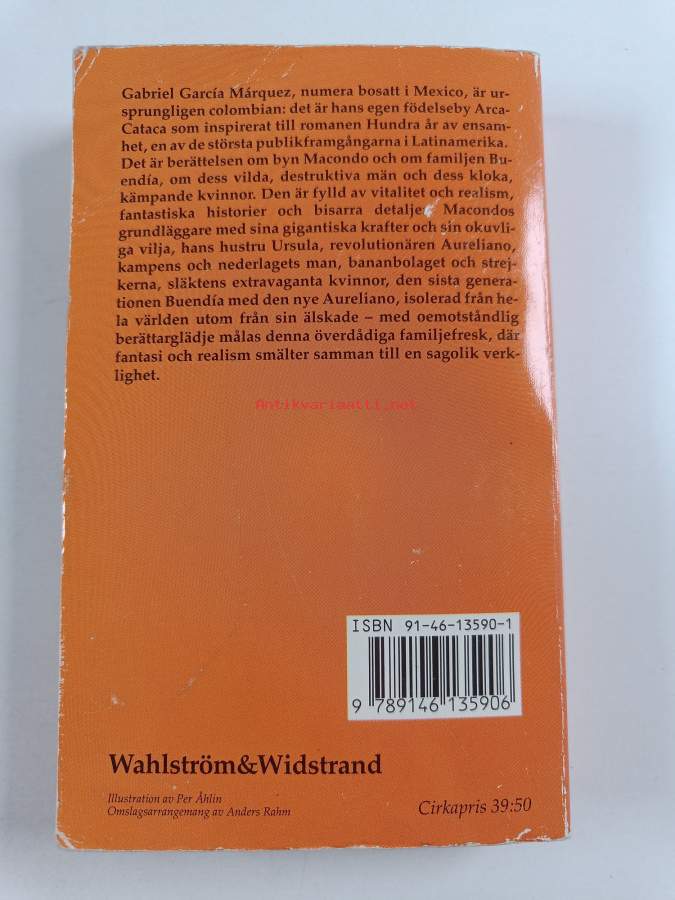 Gabriel García Márquez, numera bosatt i Mexico, är ur-
sprungligen colombian: det är hans egen födelseby Arca-
Cataca som inspirerat till romanen Hundra år av ensam-
het, en av de största publikframgångarna i Latinamerika.
Det är berättelsen om byn Macondo och om familjen Bu-
endía, om dess vilda, destruktiva män och dess kloka,
kämpande kvinnor. Den är fylld av vitalitet och realism,
fantastiska historier och bisarra detaljer. Macondos
grundläggare med sina gigantiska krafter och sin okuvli-
ga vilja, hans hustru Ursula, revolutionären Aureliano,
kampens och nederlagets man, bananbolaget och strej-
kerna, släktens extravaganta kvinnor, den sista genera-
tionen Buendía med den nye Aureliano, isolerad från he-
la världen utom från sin älskade – med oemotståndlig
berättarglädje målas denna överdådiga familjefresk, där
fantasi och realism smälter samman till en sagolik verk-
lighet.
Antikvariaatti.net
ISBN 91-46-13590-1
9 789146 135906
Wahlström&Widstrand
Illustration av Per Åhlin
Omslagsarrangemang av Anders Rahm
Cirkapris 39:50